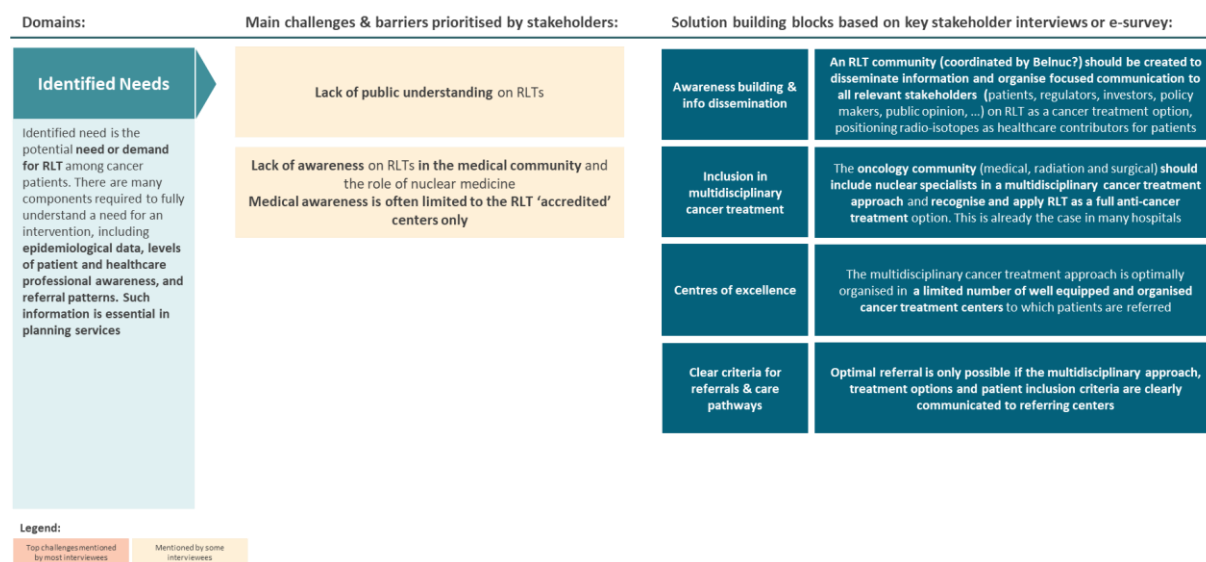 Domains:
Main challenges & barriers prioritised by stakeholders:
Solution building blocks based on key stakeholder interviews or e-survey:
Identified Needs
Identified need is the
potential need or demand
for RLT among cancer
patients. There are many
components required to fully
understand a need for an
intervention, including
epidemiological data, levels
of patient and healthcare
professional awareness, and
referral patterns. Such
information is essential in
planning services
Lack of public understanding on RLTs
Lack of awareness on RLTs in the medical community and
the role of nuclear medicine
Medical awareness is often limited to the RLT ‘accredited’
centers only
Awareness building &
info dissemination
An RLT community (coordinated by Belnuc?) should be created to
disseminate information and organise focused communication to
all relevant stakeholders (patients, regulators, investors, policy
makers, public opinion, ...) on RLT as a cancer treatment option,
positioning radio-isotopes as healthcare contributors for patients
Inclusion in
multidisciplinary
cancer treatment
The oncology community (medical, radiation and surgical) should
include nuclear specialists in a multidisciplinary cancer treatment
approach and recognise and apply RLT as a full anti-cancer
treatment option. This is already the case in many hospitals
Centres of excellence
The multidisciplinary cancer treatment approach is optimally
organised in a limited number of well equipped and organised
cancer treatment centers to which patients are referred
Clear criteria for
referrals & care
pathways
Optimal referral is only possible if the multidisciplinary approach,
treatment options and patient inclusion criteria are clearly
communicated to referring centers
Legend:
Top challenges mentioned
by most interviewees
Mentioned by some
interviewees